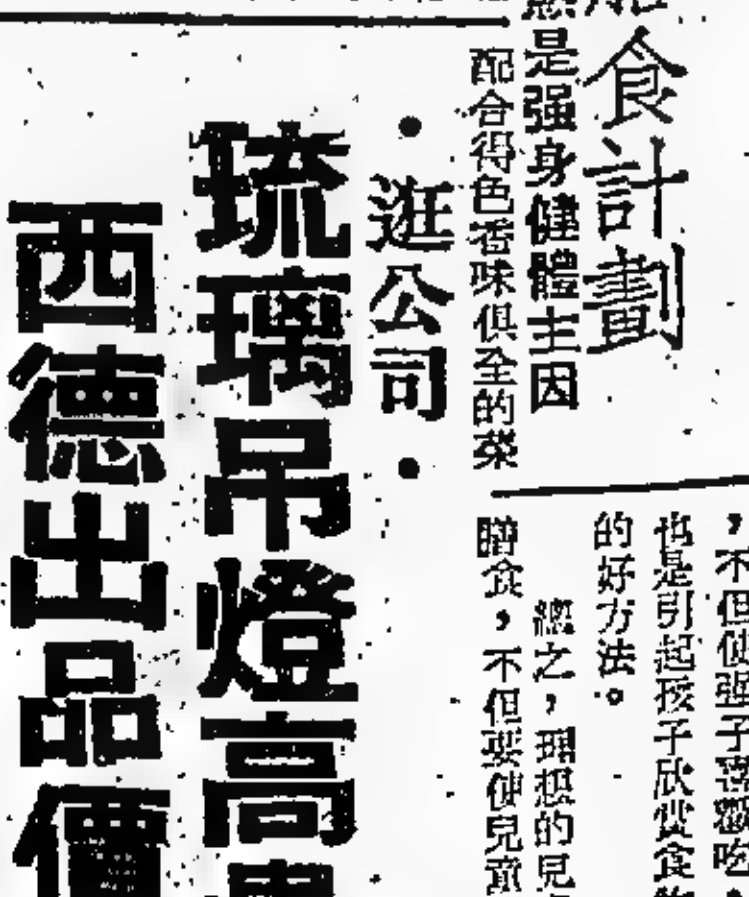 食計劃
是强身健體主因
配合得色香味俱全的菜
，不但使孩子喜歡吃，
也是引起孩子欣賞食
的好方法。
總之，理想的兒
膳食，不但要使兒童
·逛公司·
琉璃吊燈高
西德出品價